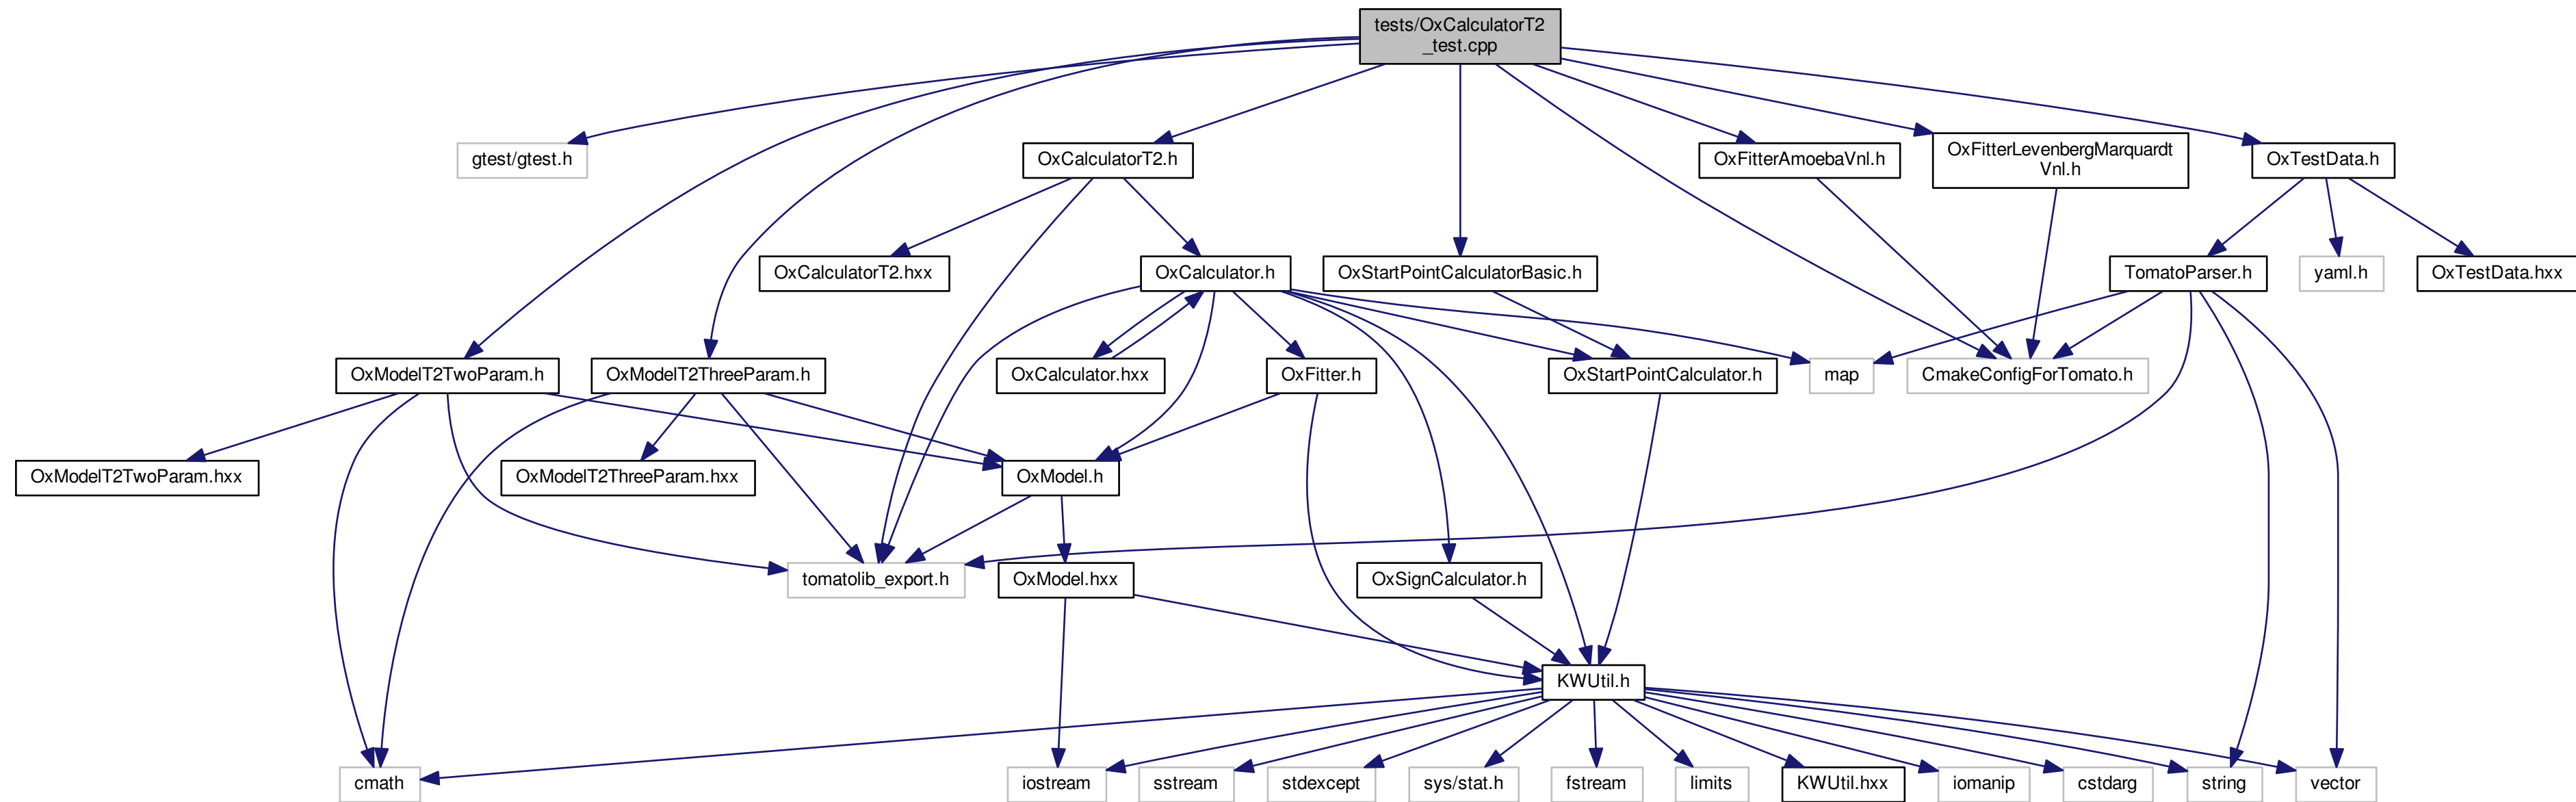 tests/OxCalculatorT2
_test.cpp
gtest/gtest.h
OxCalculatorT2.h
OxFitterAmoebaVnl.h
OxFitterLevenbergMarquardt
Vnl.h
OxTestData.h
OxCalculatorT2.hxx
OxCalculator.h
OxStartPointCalculatorBasic.h
TomatoParser.h
yaml.h
OxTestData.hxx
OxModelT2TwoParam.h
OxModelT2ThreeParam.h
OxCalculator.hxx
OxFitter.h
OxStartPointCalculator.h
map
CmakeConfigForTomato.h
OxModelT2TwoParam.hxx
OxModelT2ThreeParam.hxx
OxModel.h
tomatolib_export.h
OxModel.hxx
OxSignCalculator.h
KWUtil.h
cmath
iostream
sstream
stdexcept
sys/stat.h
fstream
limits
KWUtil.hxx
iomanip
cstdarg
string
vector